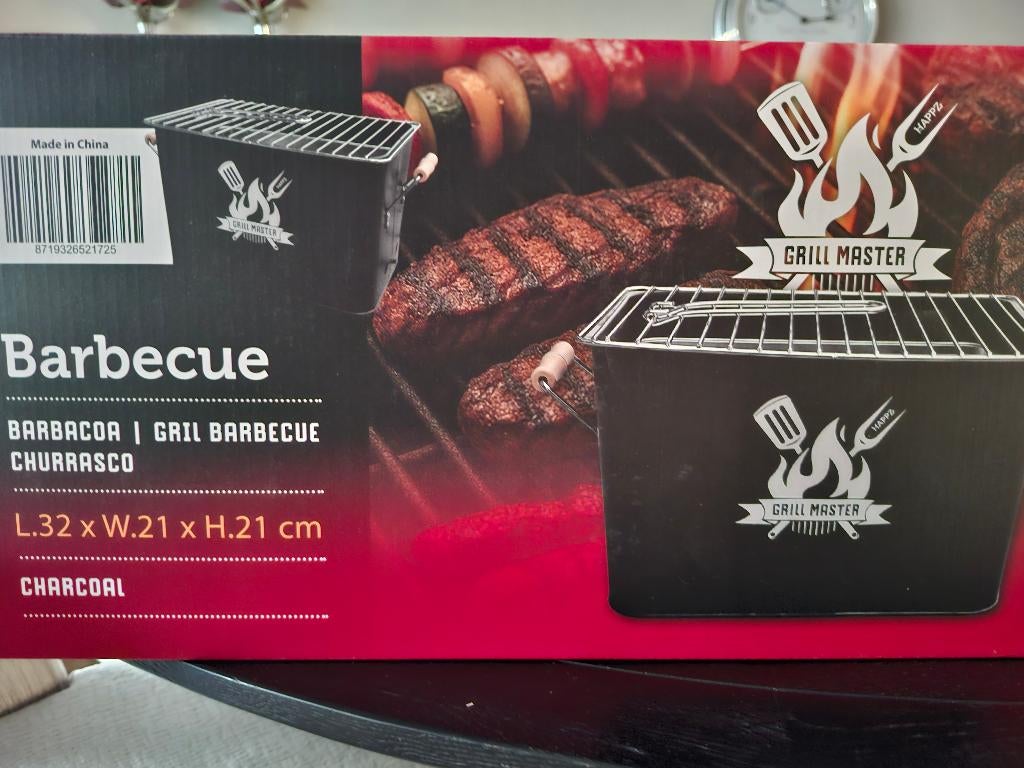 Made in China
8719326521725
GRILL MASTER
Barbecue
BARBACOA | GRIL BARBECUE
CHURRASCO
L.32 x W.21 x H.21 cm
CHARCOAL
HAPPZ
GRILL MASTER
HAPPZ
GRILL MASTER